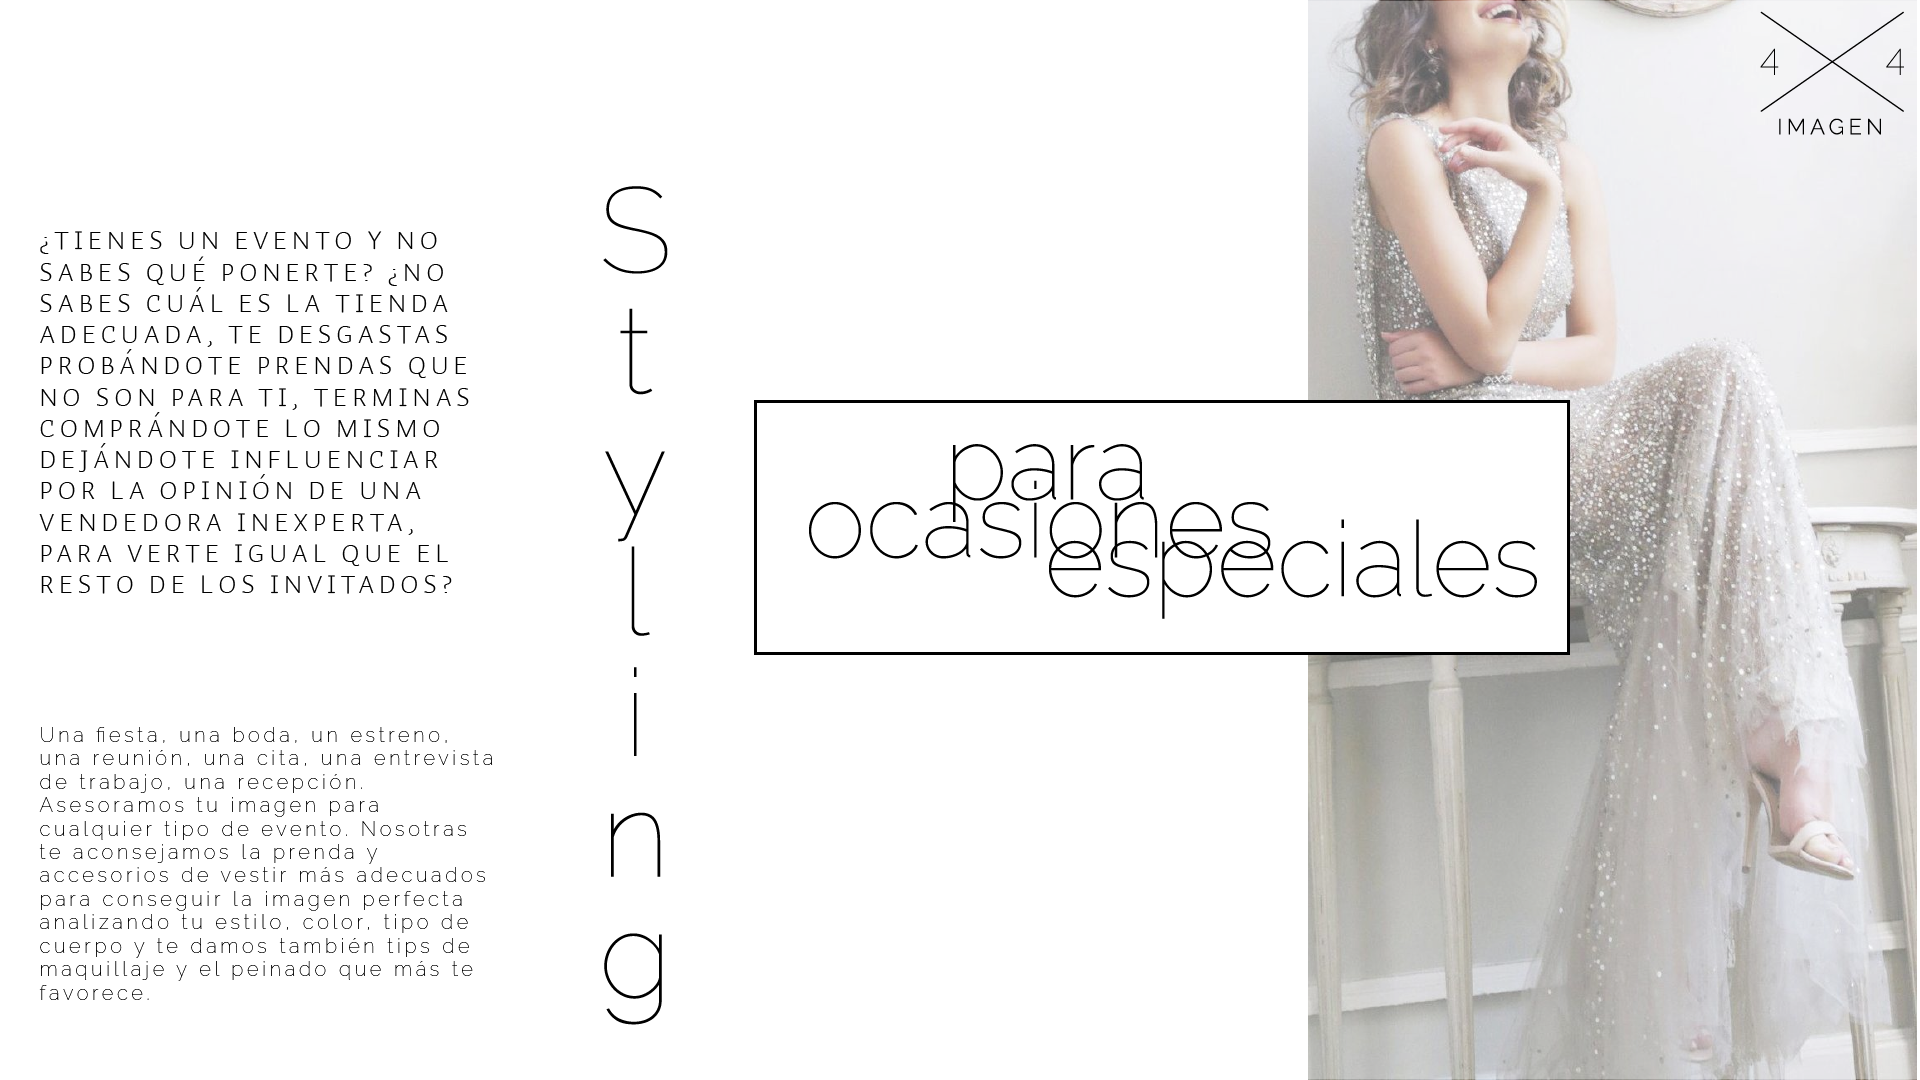 ¿TIENES UN EVENTO Y NO
SABES QUÉ PONERTE? ¿NO
SABES CUÁL ES LA TIENDA
ADECUADA, TE DESGASTAS
PROBÁNDOTE PRENDAS QUE
NO SON PARA TI, TERMINAS
COMPRÁNDOTE LO MISMO
DEJÁNDOTE INFLUENCIAR
POR LA OPINIÓN DE UNA
VENDEDORA INEXPERTA,
PARA VERTE IGUAL QUE EL
RESTO DE LOS INVITADOS?
Una fiesta, una boda, un estreno,
una reunión, una cita, una entrevista
de trabajo, una recepción.
Asesoramos tu imagen para
cualquier tipo de evento. Nosotras
te aconsejamos la prenda y
accesorios de vestir más adecuados
para conseguir la imagen perfecta
analizando tu estilo, color, tipo de
cuerpo y te damos también tips de
maquillaje y el peinado que más te
favorece.
Styling
para
ocasiones
especiales
4 X 4
IMAGEN